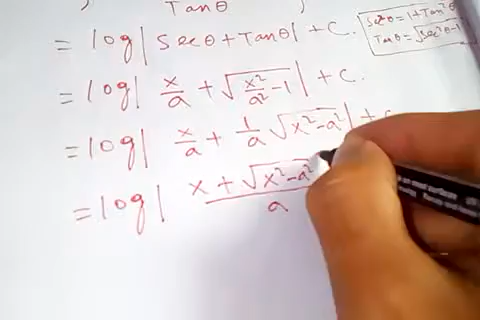 Tanθ
= log| secθ + Tanθ | + C.
sec²θ = 1+Tan²θ
Tanθ = √sec²θ-1
= log| x/a + √x²/a² -1 | + C.
= log| x/a + 1/a √x²-a² | + C
= log| x + √x²-a² / a